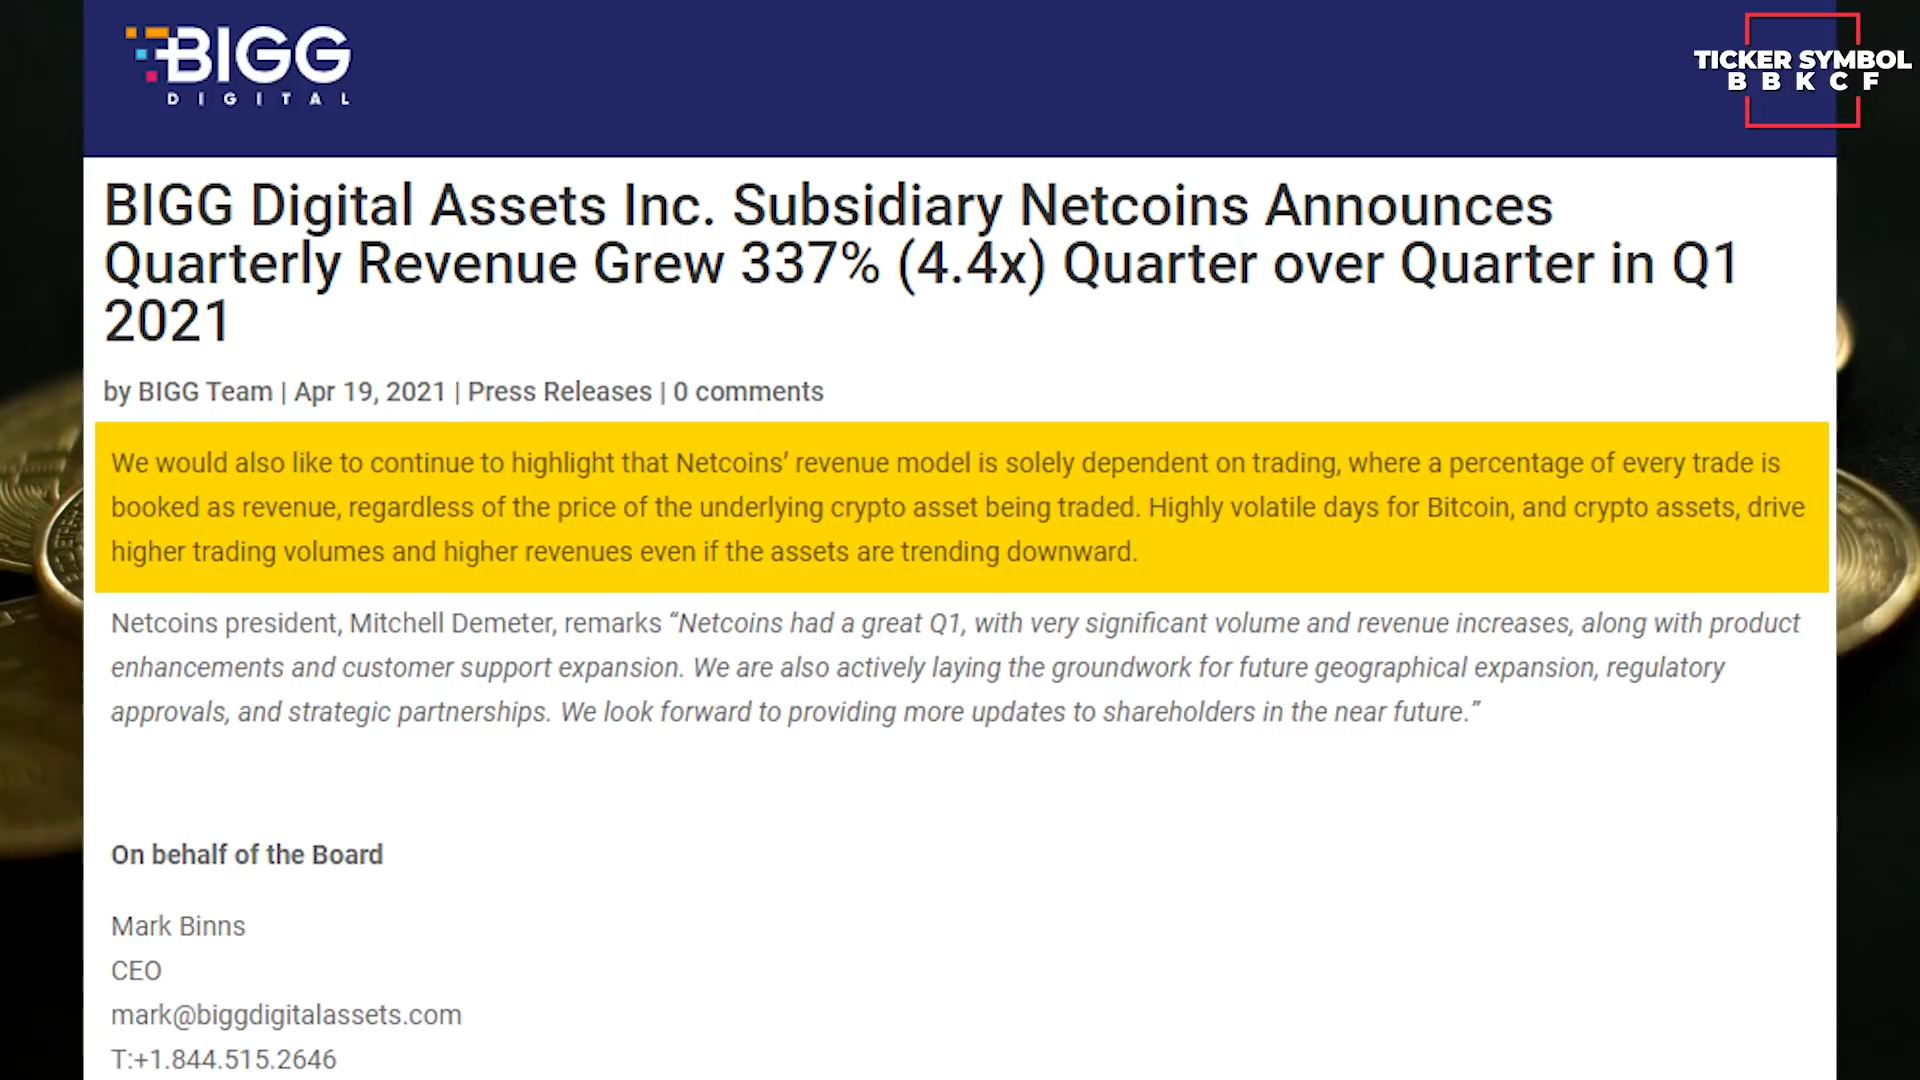 BIGG
DIGITAL
TICKER SYMBOL
BBKCF
BIGG Digital Assets Inc. Subsidiary Netcoins Announces
Quarterly Revenue Grew 337% (4.4x) Quarter over Quarter in Q1
2021
by BIGG Team | Apr 19, 2021 | Press Releases | 0 comments
We would also like to continue to highlight that Netcoins’ revenue model is solely dependent on trading, where a percentage of every trade is
booked as revenue, regardless of the price of the underlying crypto asset being traded. Highly volatile days for Bitcoin, and crypto assets, drive
higher trading volumes and higher revenues even if the assets are trending downward.
Netcoins president, Mitchell Demeter, remarks “Netcoins had a great Q1, with very significant volume and revenue increases, along with product
enhancements and customer support expansion. We are also actively laying the groundwork for future geographical expansion, regulatory
approvals, and strategic partnerships. We look forward to providing more updates to shareholders in the near future.”
On behalf of the Board
Mark Binns
CEO
mark@biggdigitalassets.com
T:+1.844.515.2646